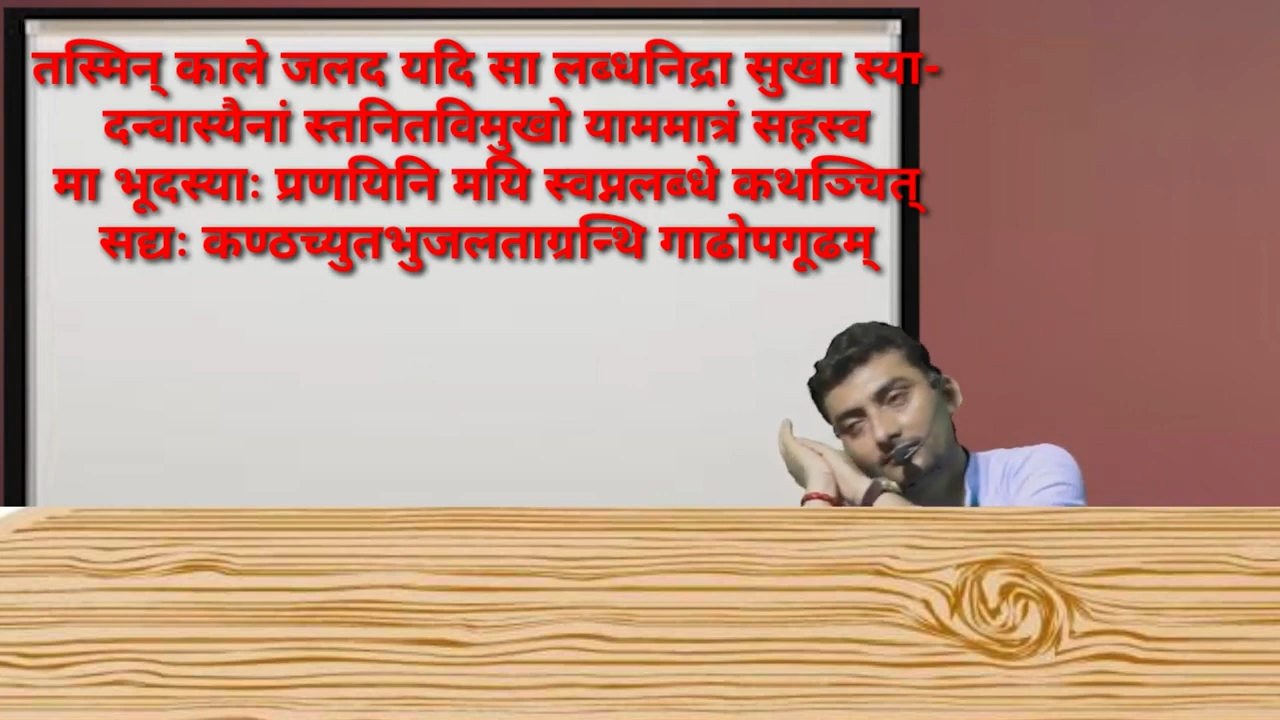 तस्मिन् काले जलद यदि सा लब्धनिद्रा सुखा स्या-
दन्वास्यैनां स्तनितविमुखो याममात्रं सहस्व
मा भूदस्याः प्रणयिनि मयि स्वप्नलब्धे कथञ्चित्
सद्यः कण्ठच्युतभुजलताग्रन्थि गाढोपगूढम्